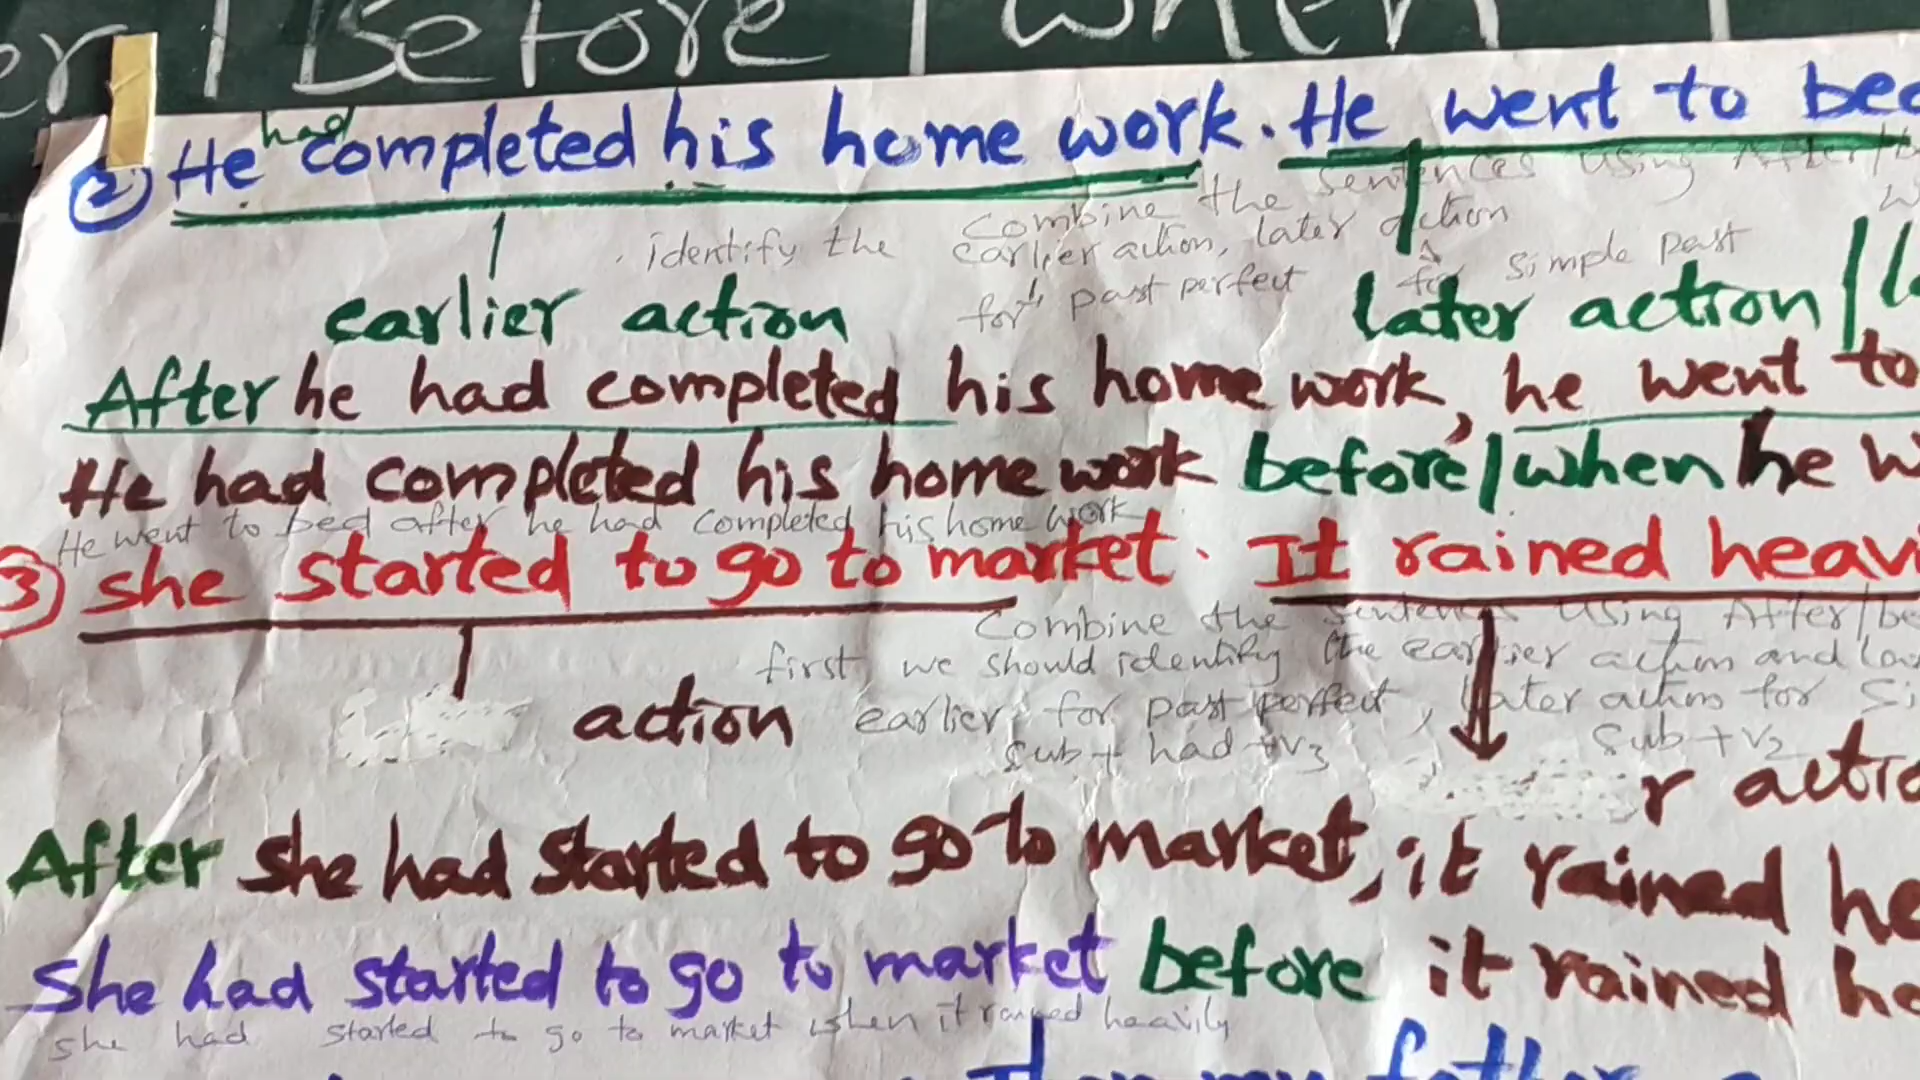 er | Before | when
② He had completed his home work. He went to bed
Combine the sentences using After/b
. identify the earlier action, later action
for past perfect for simple past
earlier action later action/l
After he had completed his home work, he went to
He had completed his home work before/when he w
He went to bed after he had completed his home work
3) she started to go to market. It rained heavi
Combine the sentences using After/be
first we should identify the earlier action and la
action earlier for past perfect, later action for Si
sub + had + v3 sub + v2
r actio
After she had started to go to market, it rained he
She had started to go to market before it rained he
she had started to go to market when it rained heavily
my father